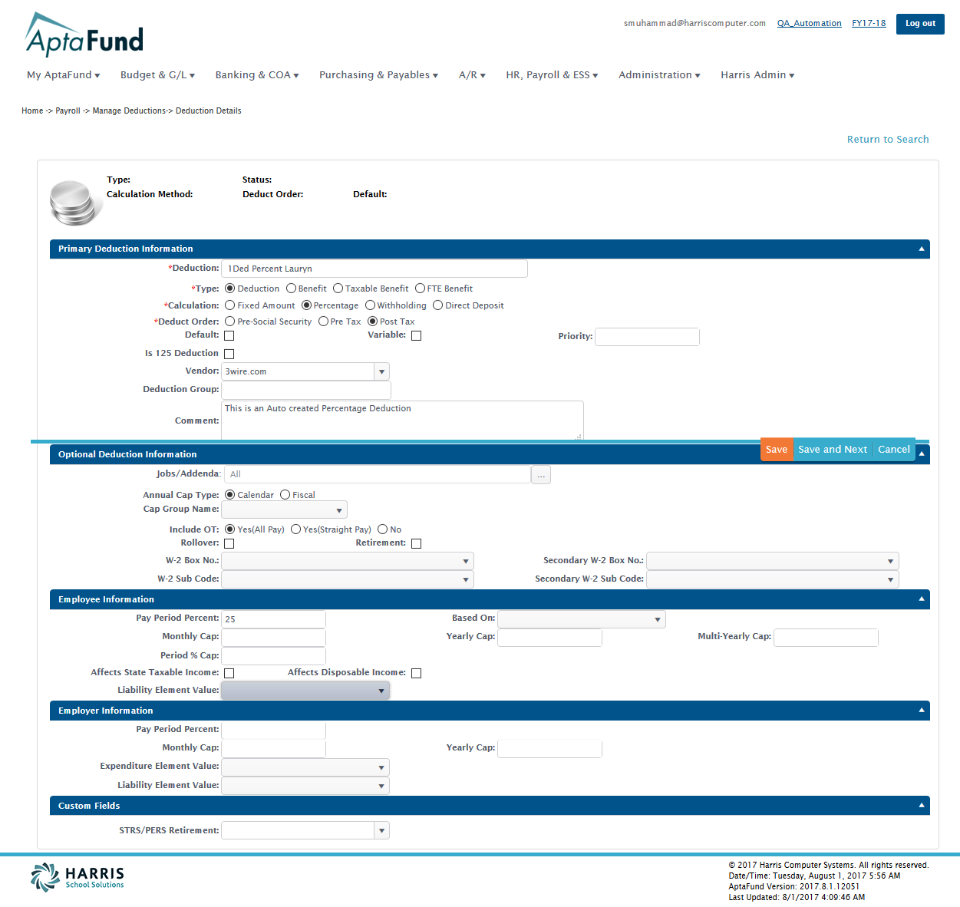 smuhammad@harriscomputer.com QA_Automation FY17-18 Log out
AptaFund
My AptaFund Budget & G/L Banking & COA Purchasing & Payables A/R HR, Payroll & ESS Administration Harris Admin
Home -> Payroll -> Manage Deductions-> Deduction Details
Return to Search
Type: Status:
Calculation Method: Deduct Order: Default:
Primary Deduction Information
*Deduction: 1Ded Percent Lauryn
*Type: Deduction Benefit Taxable Benefit FTE Benefit
*Calculation: Fixed Amount Percentage Withholding Direct Deposit
*Deduct Order: Pre-Social Security Pre Tax Post Tax
Default: Variable: Priority:
Is 125 Deduction
Vendor: 3wire.com
Deduction Group:
Comment: This is an Auto created Percentage Deduction
Optional Deduction Information Save Save and Next Cancel
Jobs/Addenda: All ...
Annual Cap Type: Calendar Fiscal
Cap Group Name:
Include OT: Yes(All Pay) Yes(Straight Pay) No
Rollover: Retirement:
W-2 Box No.: Secondary W-2 Box No.:
W-2 Sub Code: Secondary W-2 Sub Code:
Employee Information
Pay Period Percent: 25 Based On:
Monthly Cap: Yearly Cap: Multi-Yearly Cap:
Period % Cap:
Affects State Taxable Income: Affects Disposable Income:
Liability Element Value:
Employer Information
Pay Period Percent:
Monthly Cap: Yearly Cap:
Expenditure Element Value:
Liability Element Value:
Custom Fields
STRS/PERS Retirement:
HARRIS
School Solutions
© 2017 Harris Computer Systems. All rights reserved.
Date/Time: Tuesday, August 1, 2017 5:56 AM
AptaFund Version: 2017.8.1.12051
Last Updated: 8/1/2017 4:09:46 AM